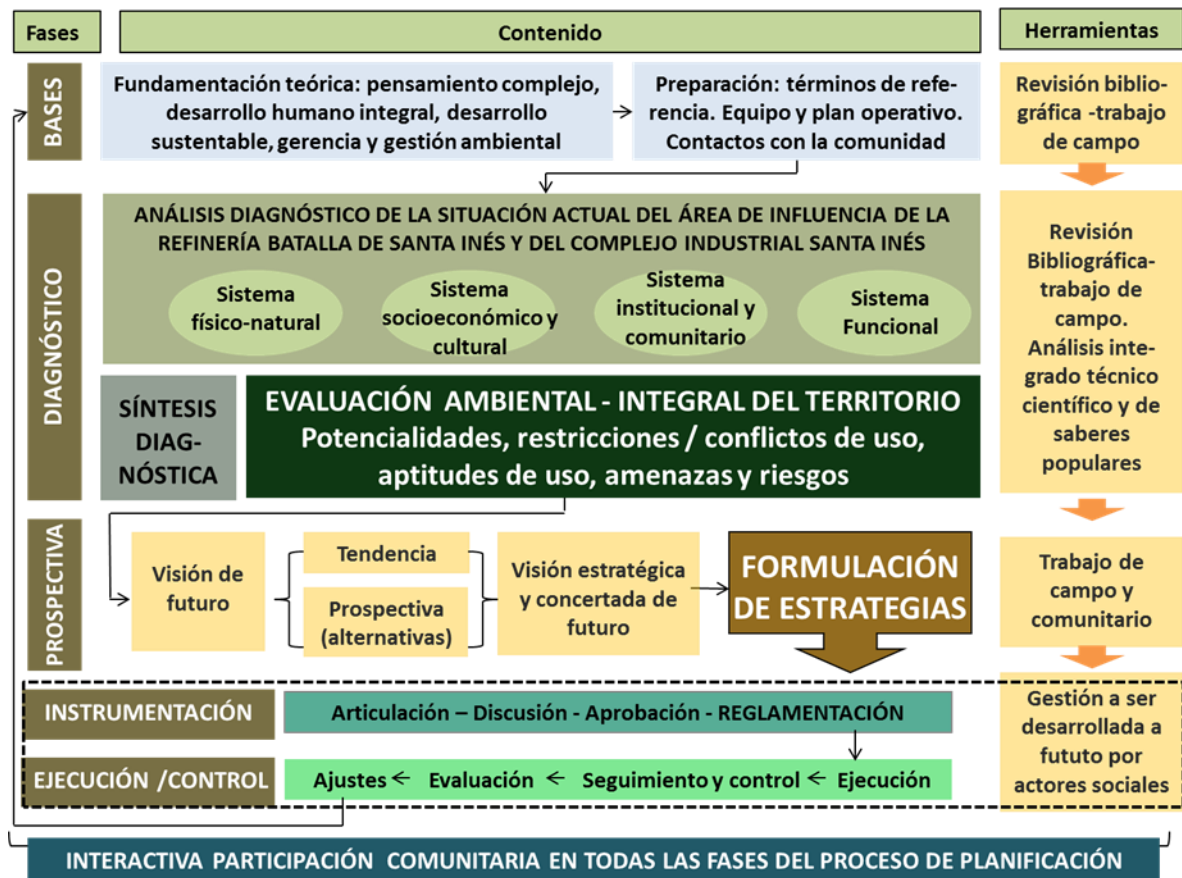 Fases
Contenido
Herramientas
BASES
Fundamentación teórica: pensamiento complejo,
desarrollo humano integral, desarrollo
sustentable, gerencia y gestión ambiental
Preparación: términos de refe-
rencia. Equipo y plan operativo.
Contactos con la comunidad
Revisión biblio-
gráfica -trabajo
de campo
DIAGNÓSTICO
ANÁLISIS DIAGNÓSTICO DE LA SITUACIÓN ACTUAL DEL ÁREA DE INFLUENCIA DE LA
REFINERÍA BATALLA DE SANTA INÉS Y DEL COMPLEJO INDUSTRIAL SANTA INÉS
Sistema
físico-natural
Sistema
socioeconómico y
cultural
Sistema
institucional y
comunitario
Sistema
Funcional
SÍNTESIS
DIAG-
NÓSTICA
EVALUACIÓN AMBIENTAL - INTEGRAL DEL TERRITORIO
Potencialidades, restricciones / conflictos de uso,
aptitudes de uso, amenazas y riesgos
Revisión
Bibliográfica-
trabajo de
campo.
Análisis inte-
grado técnico
científico y de
saberes
populares
PROSPECTIVA
Visión de
futuro
Tendencia
Prospectiva
(alternativas)
Visión estratégica
y concertada de
futuro
FORMULACIÓN
DE ESTRATEGIAS
Trabajo de
campo y
comunitario
INSTRUMENTACIÓN
Articulación – Discusión - Aprobación - REGLAMENTACIÓN
EJECUCIÓN /CONTROL
Ajustes
Evaluación
Seguimiento y control
Ejecución
Gestión a ser
desarrollada a
fututo por
actores sociales
INTERACTIVA PARTICIPACIÓN COMUNITARIA EN TODAS LAS FASES DEL PROCESO DE PLANIFICACIÓN